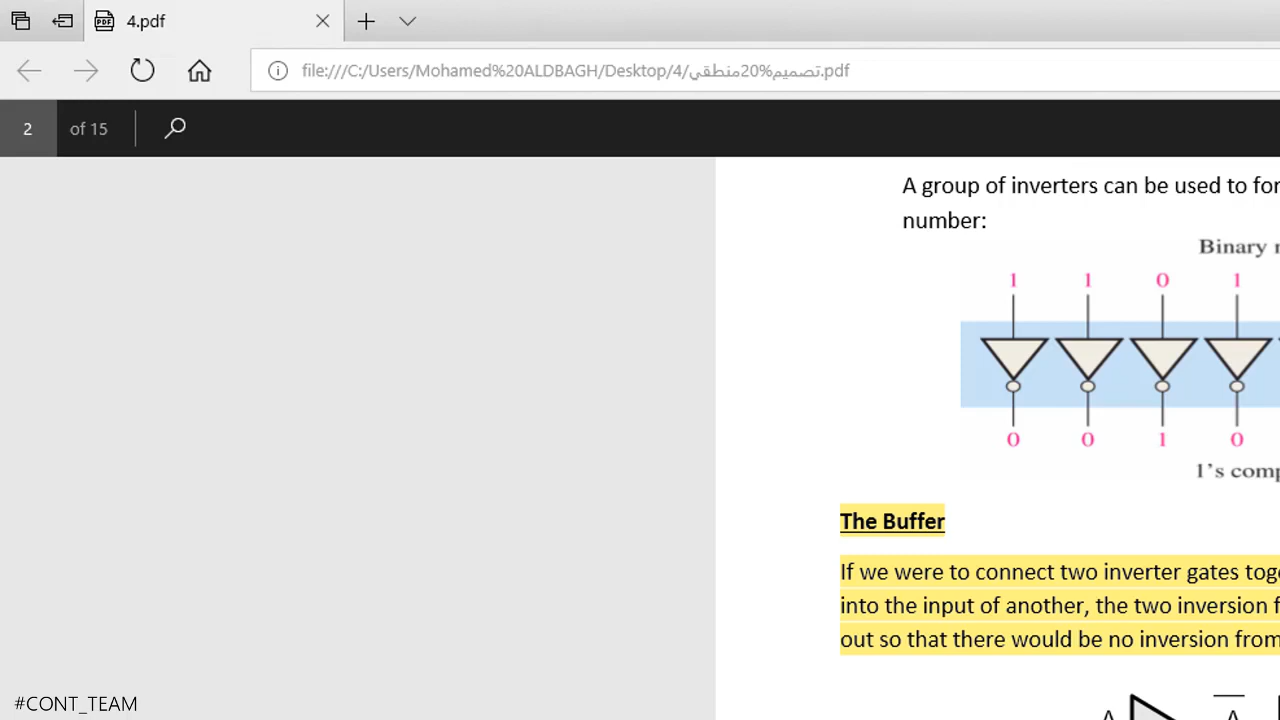 4.pdf
file:///C:/Users/Mohamed%20ALDBAGH/Desktop/4/تصميم%20منطقي.pdf
2 of 15
A group of inverters can be used to for
number:
Binary
1 1 0 1
0 0 1 0
1's comp
The Buffer
If we were to connect two inverter gates toge
into the input of another, the two inversion f
out so that there would be no inversion from
A A
#CONT_TEAM